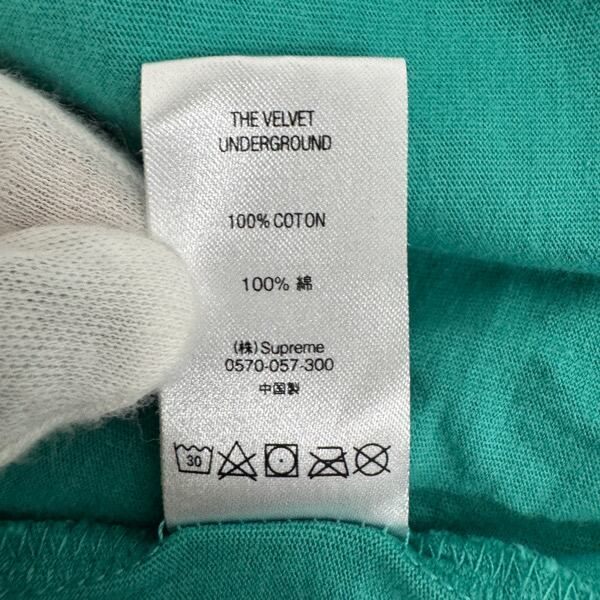 THE VELVET
UNDERGROUND
100% COTON
100% 綿
(株)Supreme
0570-057-300
中国製
30